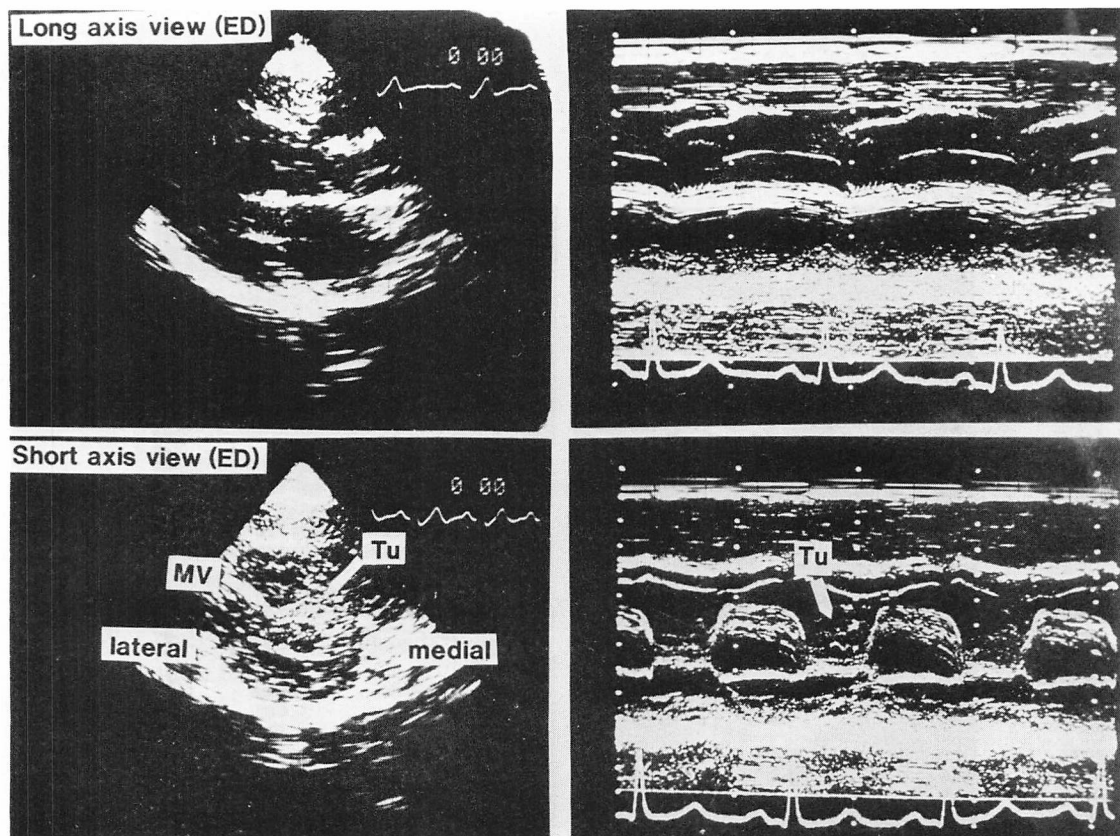 Long axis view (ED)
0 00
Short axis view (ED)
0 00
Tu
MV
lateral
medial
Tu